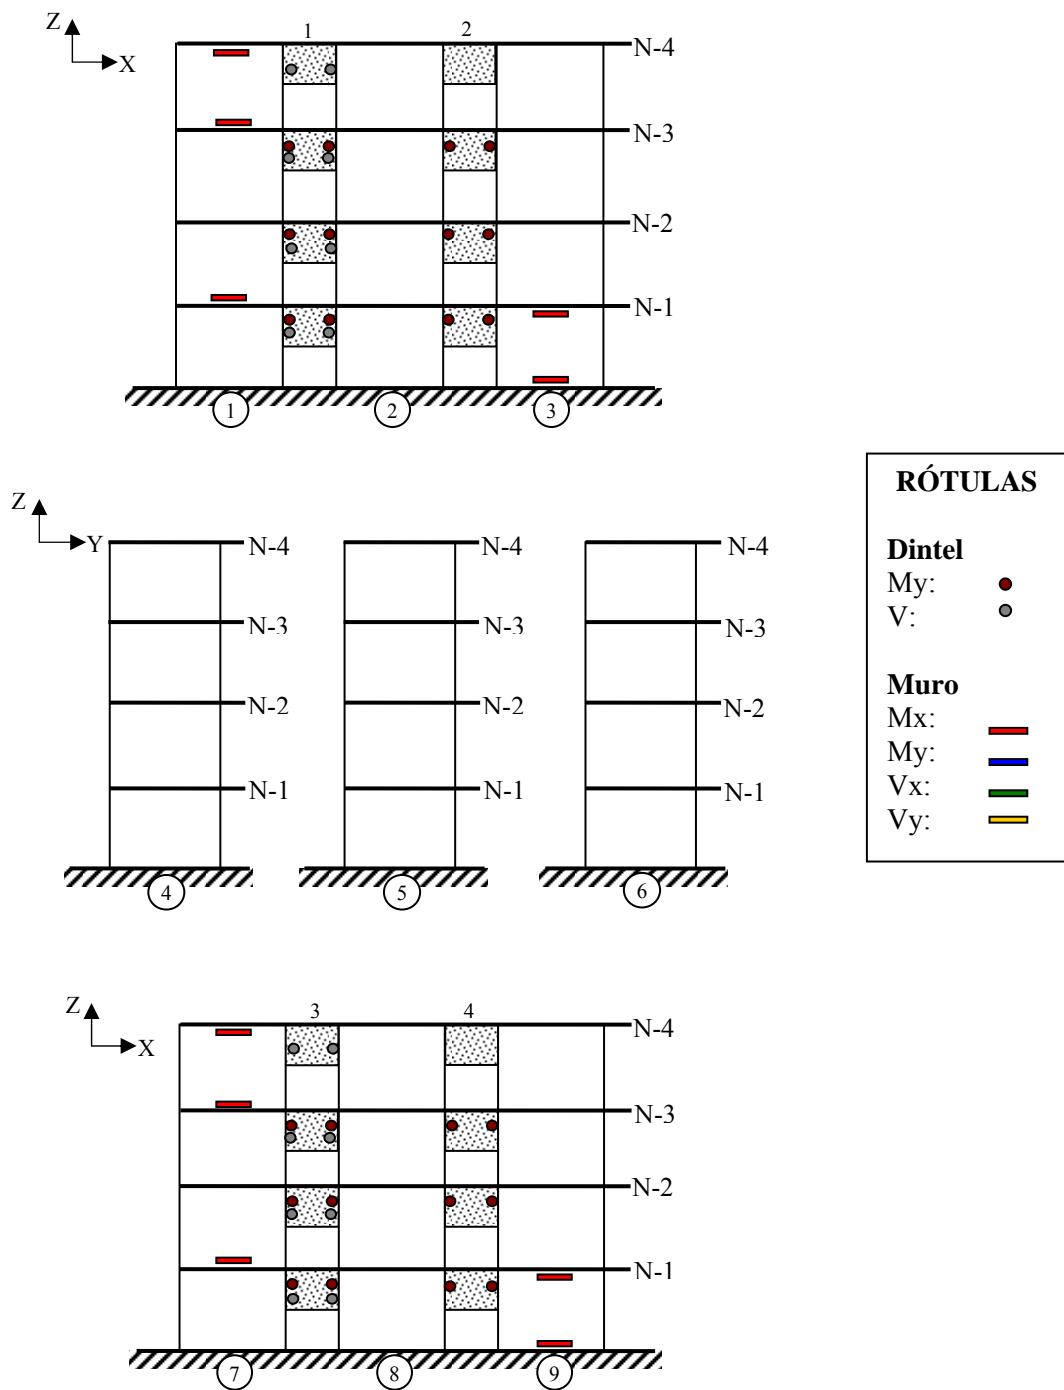 Z
X
1
2
N-4
N-3
N-2
N-1
1
2
3
Z
Y
N-4
N-4
N-4
N-3
N-3
N-3
N-2
N-2
N-2
N-1
N-1
N-1
4
5
6
RÓTULAS
Dintel
My:
V:
Muro
Mx:
My:
Vx:
Vy:
Z
X
3
4
N-4
N-3
N-2
N-1
7
8
9